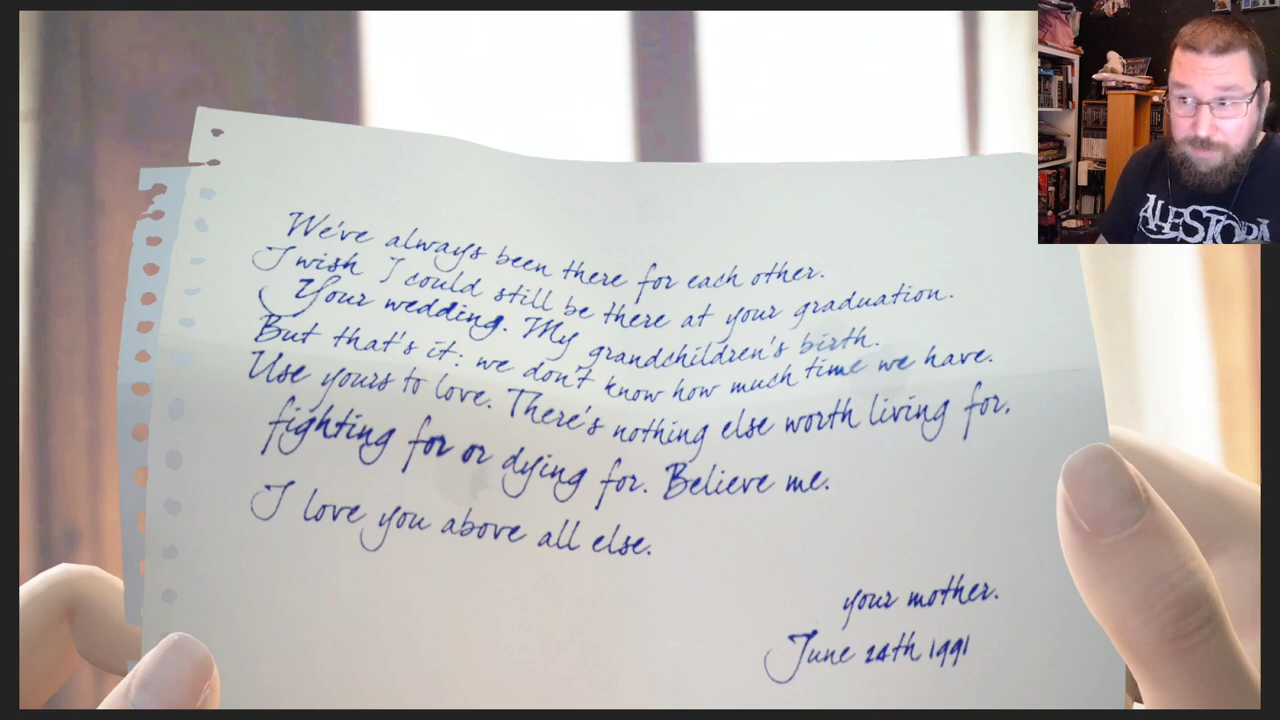 We've always been there for each other.
I wish I could still be there at your graduation.
Your wedding. My grandchildren's birth.
But that's it: we don't know how much time we have.
Use yours to love. There's nothing else worth living for,
fighting for or dying for. Believe me.
I love you above all else.
your mother.
June 24th 1991
ALESTORM